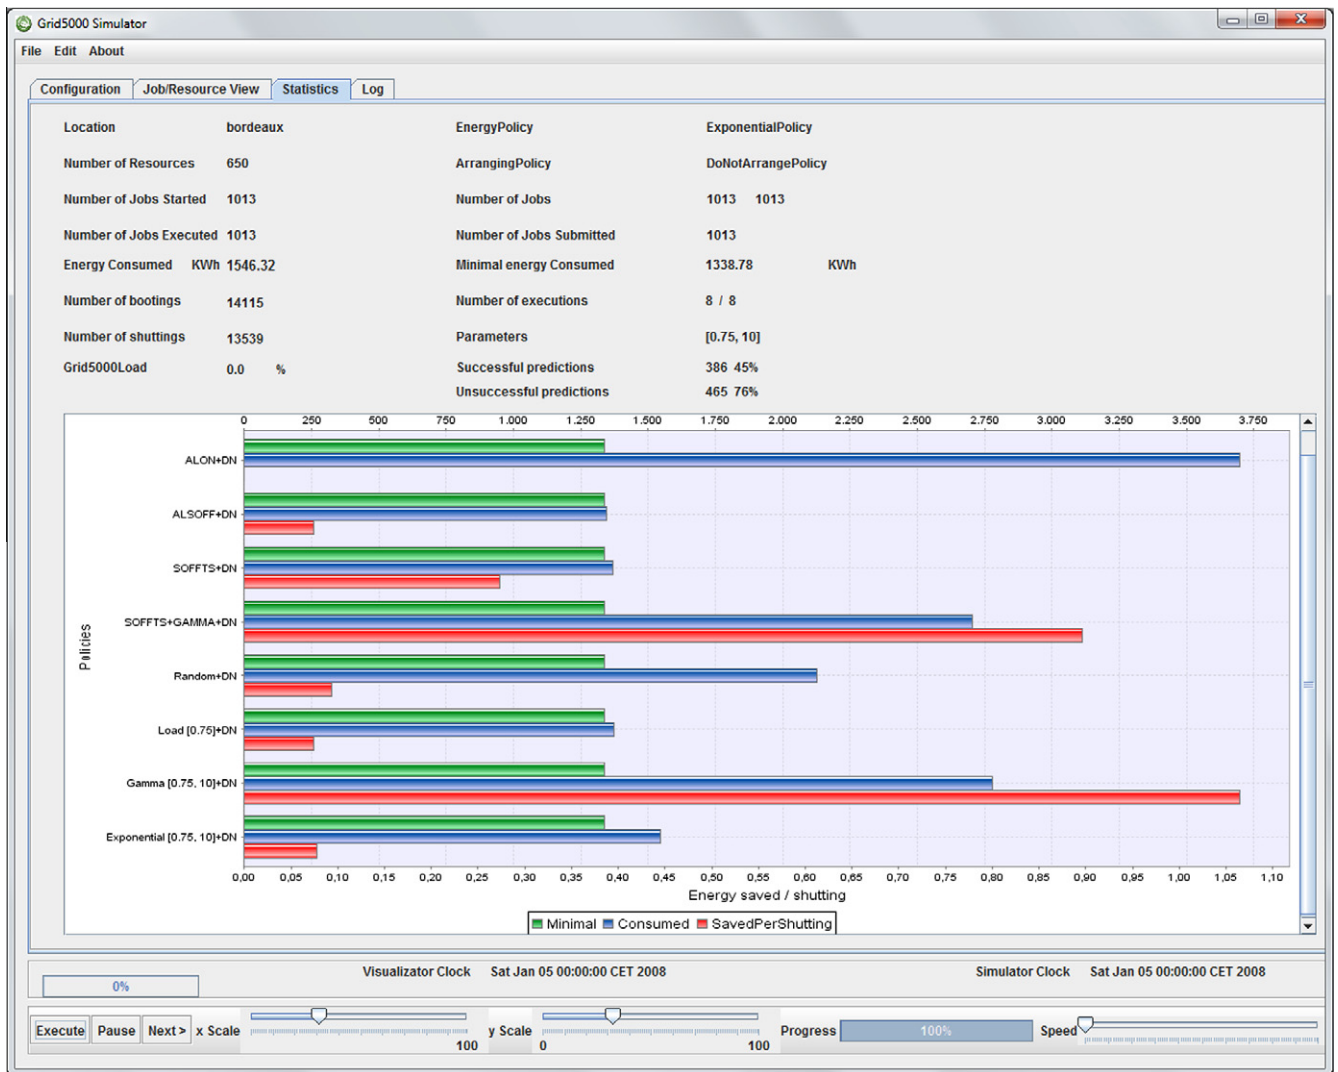 Grid5000 Simulator
File Edit About
Configuration Job/Resource View Statistics Log
Location bordeaux EnergyPolicy ExponentialPolicy
Number of Resources 650 ArrangingPolicy DoNotArrangePolicy
Number of Jobs Started 1013 Number of Jobs 1013 1013
Number of Jobs Executed 1013 Number of Jobs Submitted 1013
Energy Consumed KWh 1546.32 Minimal energy Consumed 1338.78 KWh
Number of bootings 14115 Number of executions 8 / 8
Number of shuttings 13539 Parameters [0.75, 10]
Grid5000Load 0.0 % Successful predictions 386 45%
Unsuccessful predictions 465 76%
0 250 500 750 1.000 1.250 1.500 1.750 2.000 2.250 2.500 2.750 3.000 3.250 3.500 3.750
ALON+DN
ALSOFF+DN
SOFFTS+DN
SOFFTS+GAMMA+DN
Policies
Random+DN
Load [0.75]+DN
Gamma [0.75, 10]+DN
Exponential [0.75, 10]+DN
0,00 0,05 0,10 0,15 0,20 0,25 0,30 0,35 0,40 0,45 0,50 0,55 0,60 0,65 0,70 0,75 0,80 0,85 0,90 0,95 1,00 1,05 1,10
Energy saved / shutting
Minimal Consumed SavedPerShutting
Visualizator Clock Sat Jan 05 00:00:00 CET 2008 Simulator Clock Sat Jan 05 00:00:00 CET 2008
0%
Execute Pause Next > x Scale 100 y Scale 0 100 Progress 100% Speed